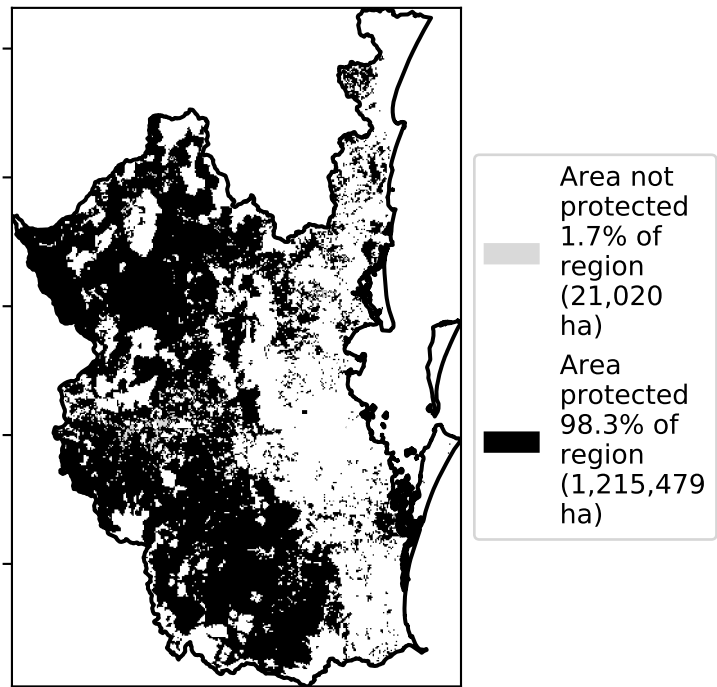 Area not
protected
1.7% of
region
(21,020
ha)
Area
protected
98.3% of
region
(1,215,479
ha)